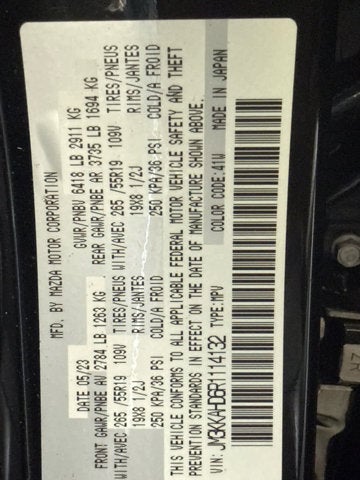 MFD. BY MAZDA MOTOR CORPORATION
DATE 05/23 GVWR/PNBV 6418 LB 2911 KG
FRONT GAWR/PNBE AV 2784 LB 1263 KG REAR GAWR/PNBE AR 3735 LB 1694 KG
WITH/AVEC 265 /55R19 109V TIRES/PNEUS WITH/AVEC 265 /55R19 109V TIRES/PNEUS
19X8 1/2J RIMS/JANTES 19X8 1/2J RIMS/JANTES
250 KPA/36 PSI COLD/A FROID 250 KPA/36 PSI COLD/A FROID
THIS VEHICLE CONFORMS TO ALL APPLICABLE FEDERAL MOTOR VEHICLE SAFETY AND THEFT
PREVENTION STANDARDS IN EFFECT ON THE DATE OF MANUFACTURE SHOWN ABOVE.
COLOR CODE:41W MADE IN JAPAN
VIN: JM3KKAHD6R1114132 TYPE:MPV